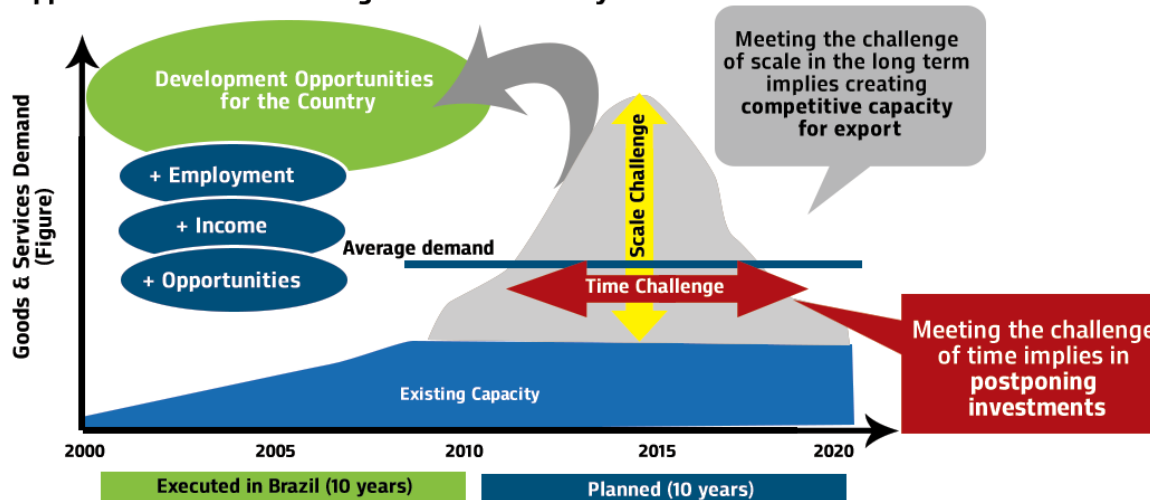 Goods & Services Demand
(Figure)
Development Opportunities
for the Country
+ Employment
+ Income
+ Opportunities
Average demand
Scale Challenge
Time Challenge
Meeting the challenge
of scale in the long term
implies creating
competitive capacity
for export
Meeting the challenge
of time implies in
postponing
investments
Existing Capacity
2000
2005
2010
2015
2020
Executed in Brazil (10 years)
Planned (10 years)